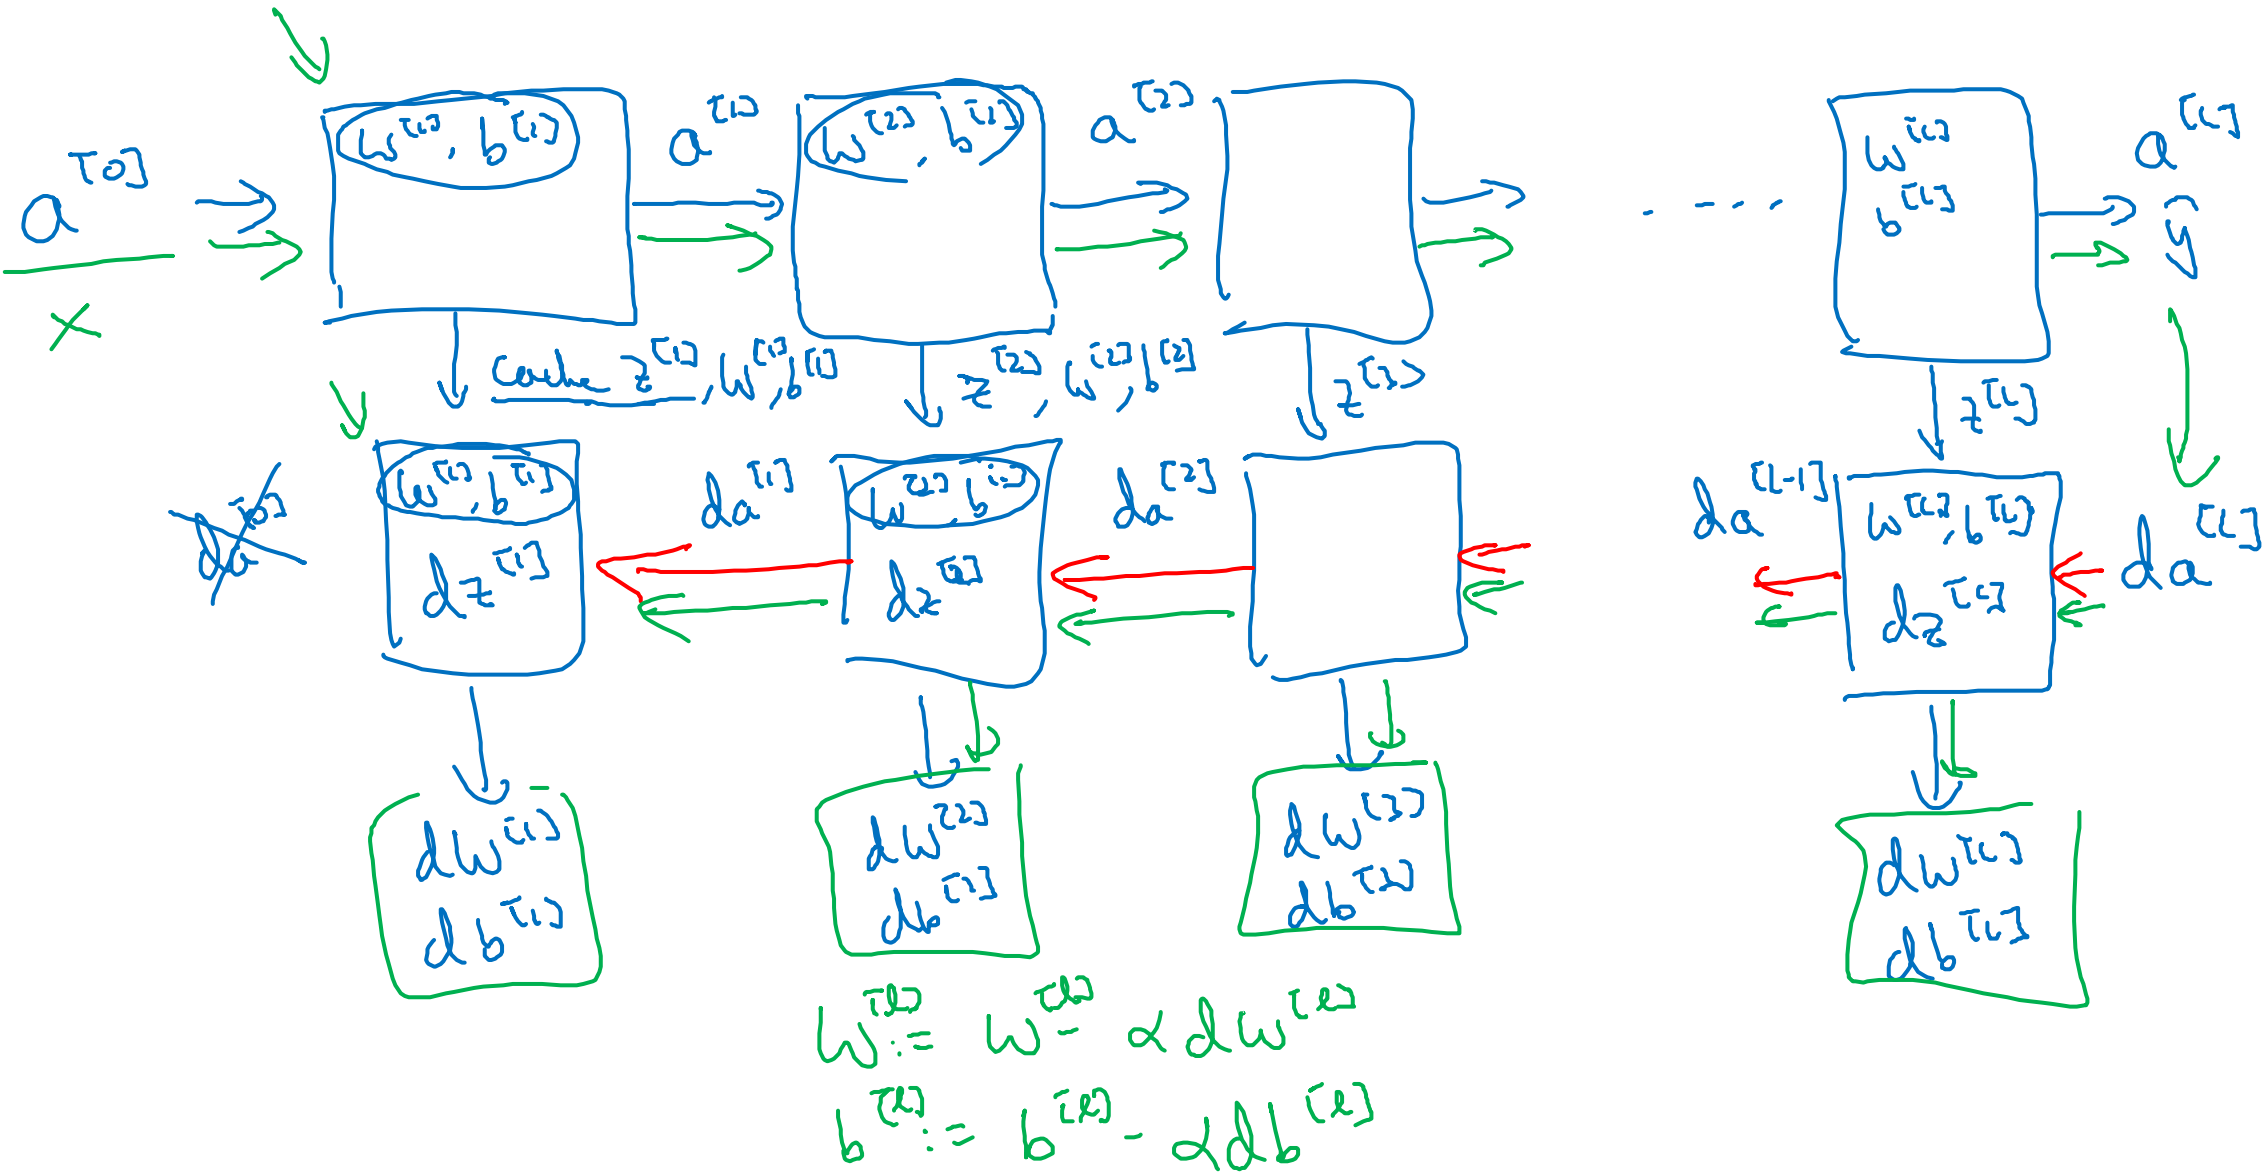 a^[0]
x
W^[1], b^[1]
a^[1]
W^[2], b^[2]
a^[2]
. . . .
W^[L]
b^[L]
a^[L]
ŷ
cache z^[1], W^[1], b^[1]
z^[2], W^[2], b^[2]
z^[3]
z^[L]
da^[0]
W^[1], b^[1]
dz^[1]
da^[1]
W^[2], b^[2]
dz^[2]
da^[2]
da^[L-1]
W^[L], b^[L]
dz^[L]
da^[L]
dW^[1]
db^[1]
dW^[2]
db^[2]
dW^[3]
db^[3]
dW^[L]
db^[L]
W^[l] := W^[l] - α dW^[l]
b^[l] := b^[l] - α db^[l]